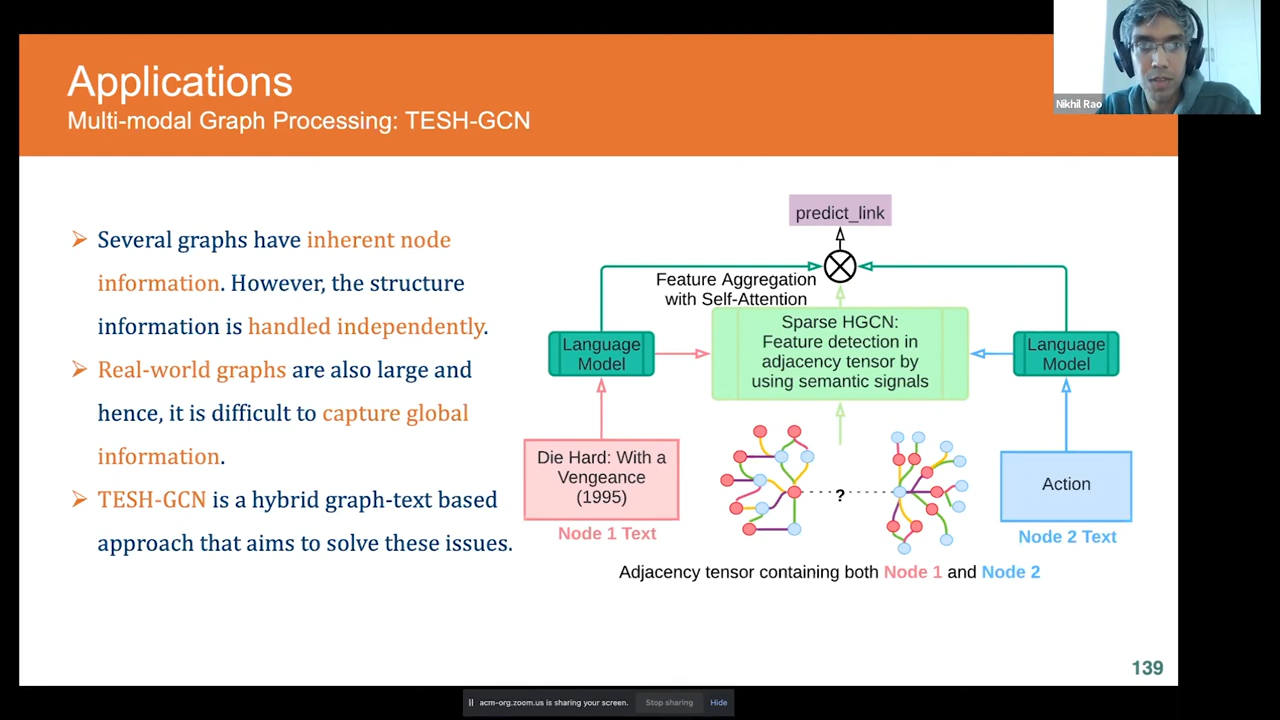 Nikhil Rao
Applications
Multi-modal Graph Processing: TESH-GCN
➢ Several graphs have inherent node
information. However, the structure
information is handled independently.
➢ Real-world graphs are also large and
hence, it is difficult to capture global
information.
➢ TESH-GCN is a hybrid graph-text based
approach that aims to solve these issues.
predict_link
Feature Aggregation
with Self-Attention
Language
Model
Sparse HGCN:
Feature detection in
adjacency tensor by
using semantic signals
Language
Model
Die Hard: With a
Vengeance
(1995)
Node 1 Text
?
Action
Node 2 Text
Adjacency tensor containing both Node 1 and Node 2
139
acm-org.zoom.us is sharing your screen.
Stop sharing
Hide